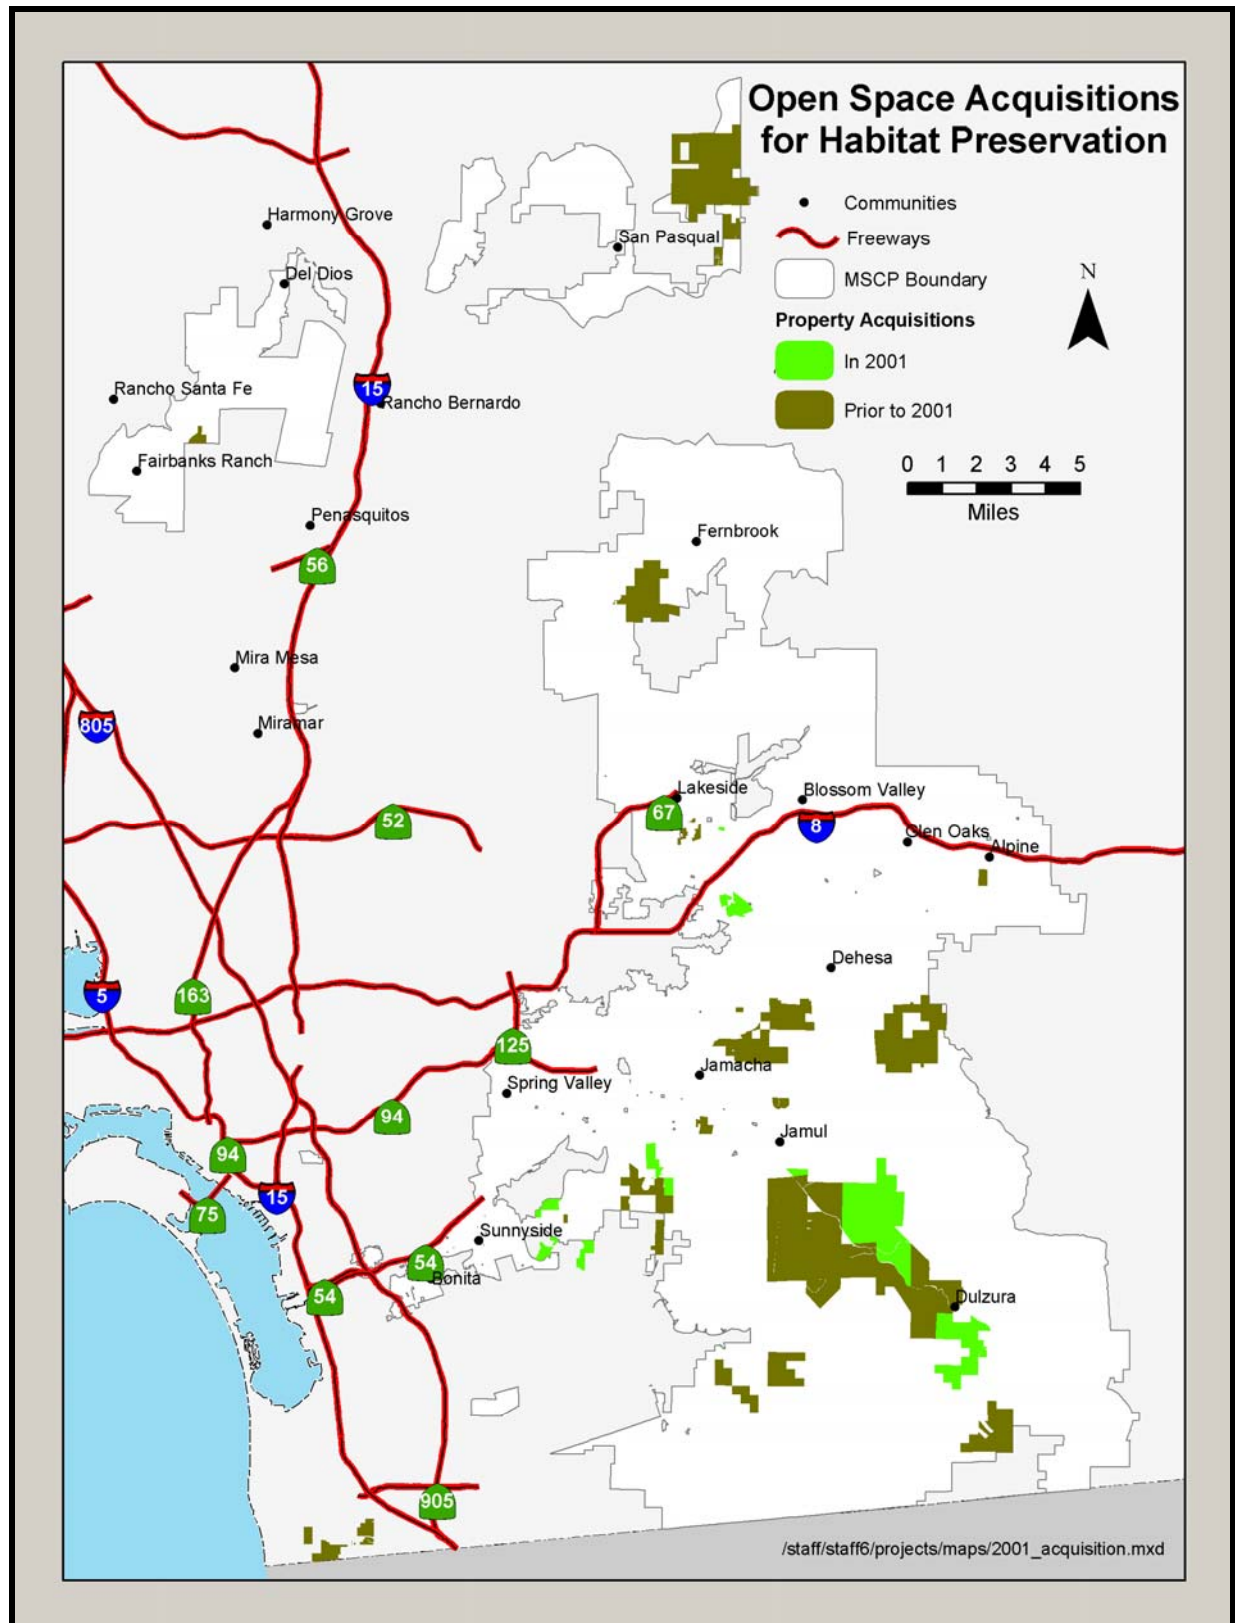 Open Space Acquisitions
for Habitat Preservation
Communities
Freeways
MSCP Boundary
Property Acquisitions
In 2001
Prior to 2001
N
0 1 2 3 4 5
Miles
Harmony Grove
San Pasqual
Del Dios
Rancho Santa Fe
15
Rancho Bernardo
Fairbanks Ranch
Penasquitos
Fernbrook
56
Mira Mesa
805
Miramar
Lakeside
Blossom Valley
67
52
8
Glen Oaks
Alpine
Dehesa
5
163
125
Jamacha
Spring Valley
94
Jamul
94
15
75
Sunnyside
54
Bonita
54
Dulzura
905
/staff/staff6/projects/maps/2001_acquisition.mxd